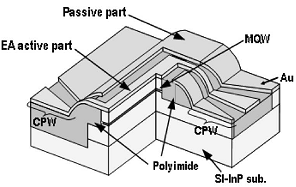 Passive part
EA active part
MQW
Au
CPW
CPW
Polyimide
SI-InP sub.